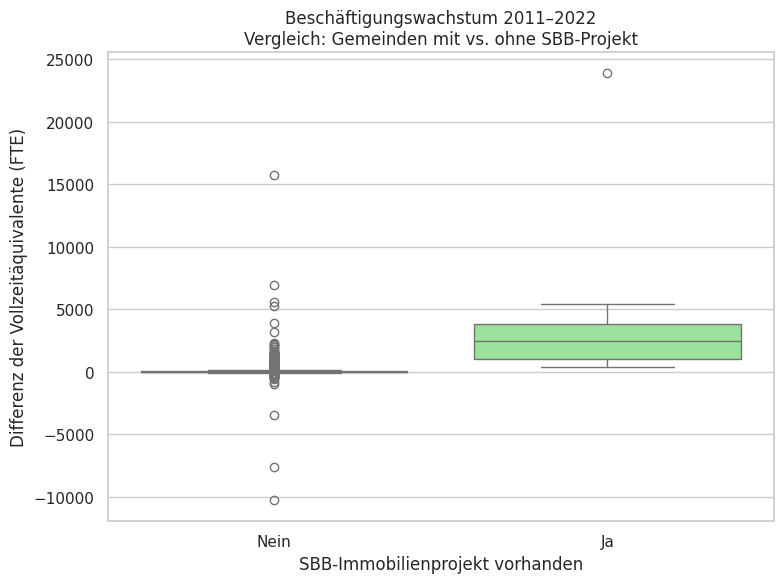 Beschäftigungswachstum 2011–2022
Vergleich: Gemeinden mit vs. ohne SBB-Projekt
Differenz der Vollzeitäquivalente (FTE)
25000
20000
15000
10000
5000
0
−5000
−10000
Nein
Ja
SBB-Immobilienprojekt vorhanden